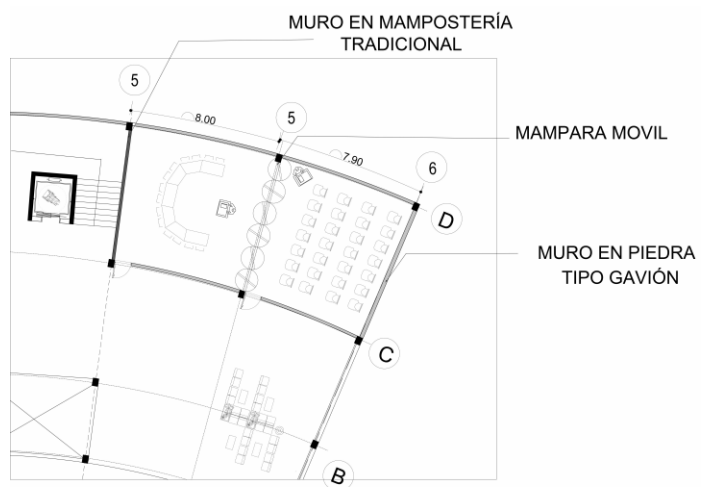 MURO EN MAMPOSTERÍA
TRADICIONAL
5
8.00
5
7.90
6
MAMPARA MOVIL
D
MURO EN PIEDRA
TIPO GAVIÓN
C
B